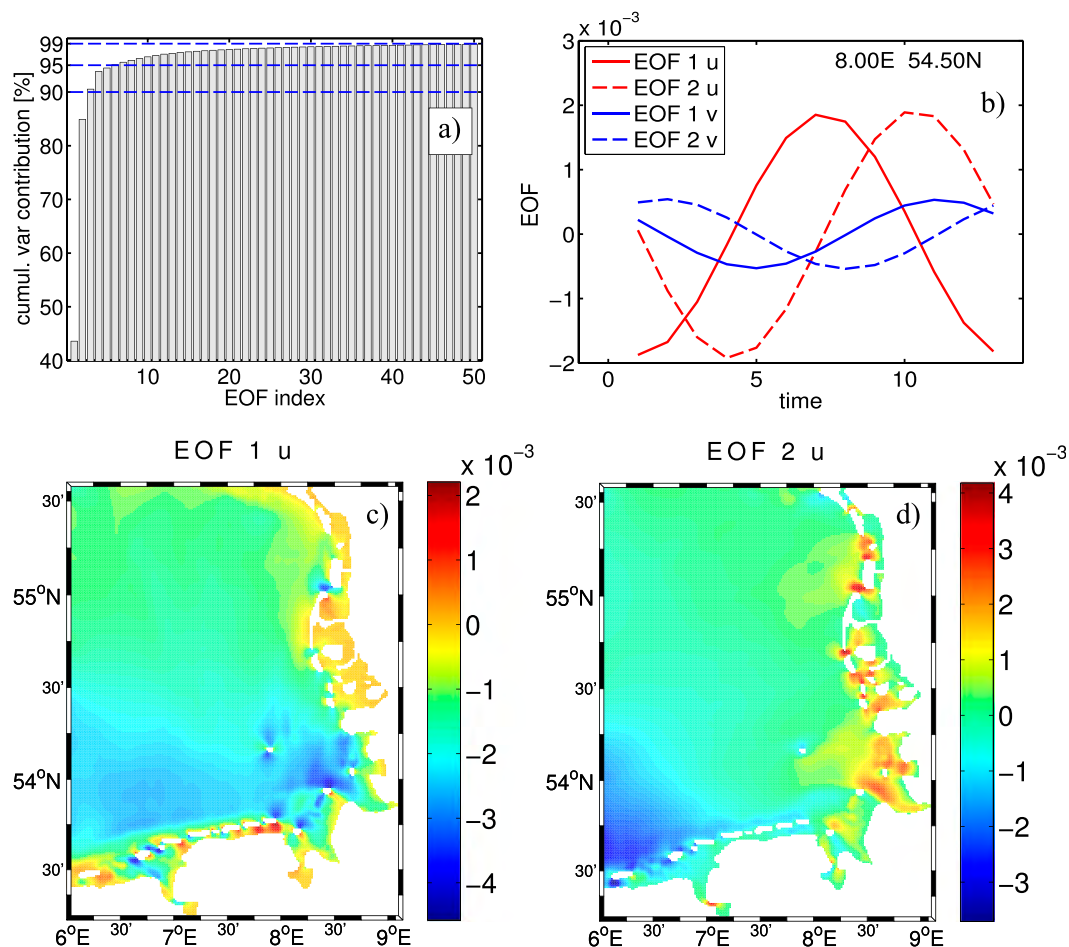 a)
99
95
90
80
70
60
50
40
cumul. var contribution [%]
10 20 30 40 50
EOF index
x 10⁻³
3
2
1
0
−1
−2
EOF
EOF 1 u
EOF 2 u
EOF 1 v
EOF 2 v
8.00E 54.50N
b)
0 5 10
time
EOF 1 u
c)
30'
55°N
30'
54°N
30'
6°E 30' 7°E 30' 8°E 30' 9°E
x 10⁻³
2
1
0
−1
−2
−3
−4
EOF 2 u
d)
30'
55°N
30'
54°N
30'
6°E 30' 7°E 30' 8°E 30' 9°E
x 10⁻³
4
3
2
1
0
−1
−2
−3